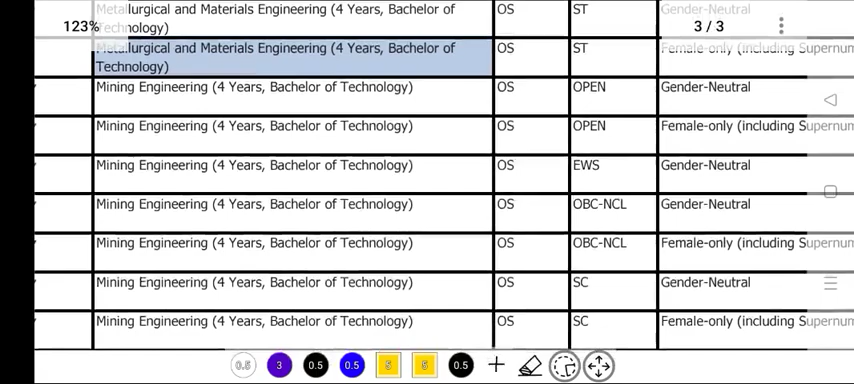 Metallurgical and Materials Engineering (4 Years, Bachelor of OS ST Gender-Neutral
123% Technology) 3 / 3
Metallurgical and Materials Engineering (4 Years, Bachelor of OS ST Female-only (including Supernum
Technology)
Mining Engineering (4 Years, Bachelor of Technology) OS OPEN Gender-Neutral
Mining Engineering (4 Years, Bachelor of Technology) OS OPEN Female-only (including Supernum
Mining Engineering (4 Years, Bachelor of Technology) OS EWS Gender-Neutral
Mining Engineering (4 Years, Bachelor of Technology) OS OBC-NCL Gender-Neutral
Mining Engineering (4 Years, Bachelor of Technology) OS OBC-NCL Female-only (including Supernum
Mining Engineering (4 Years, Bachelor of Technology) OS SC Gender-Neutral
Mining Engineering (4 Years, Bachelor of Technology) OS SC Female-only (including Supernum
0.5 3 0.5 0.5 5 5 0.5